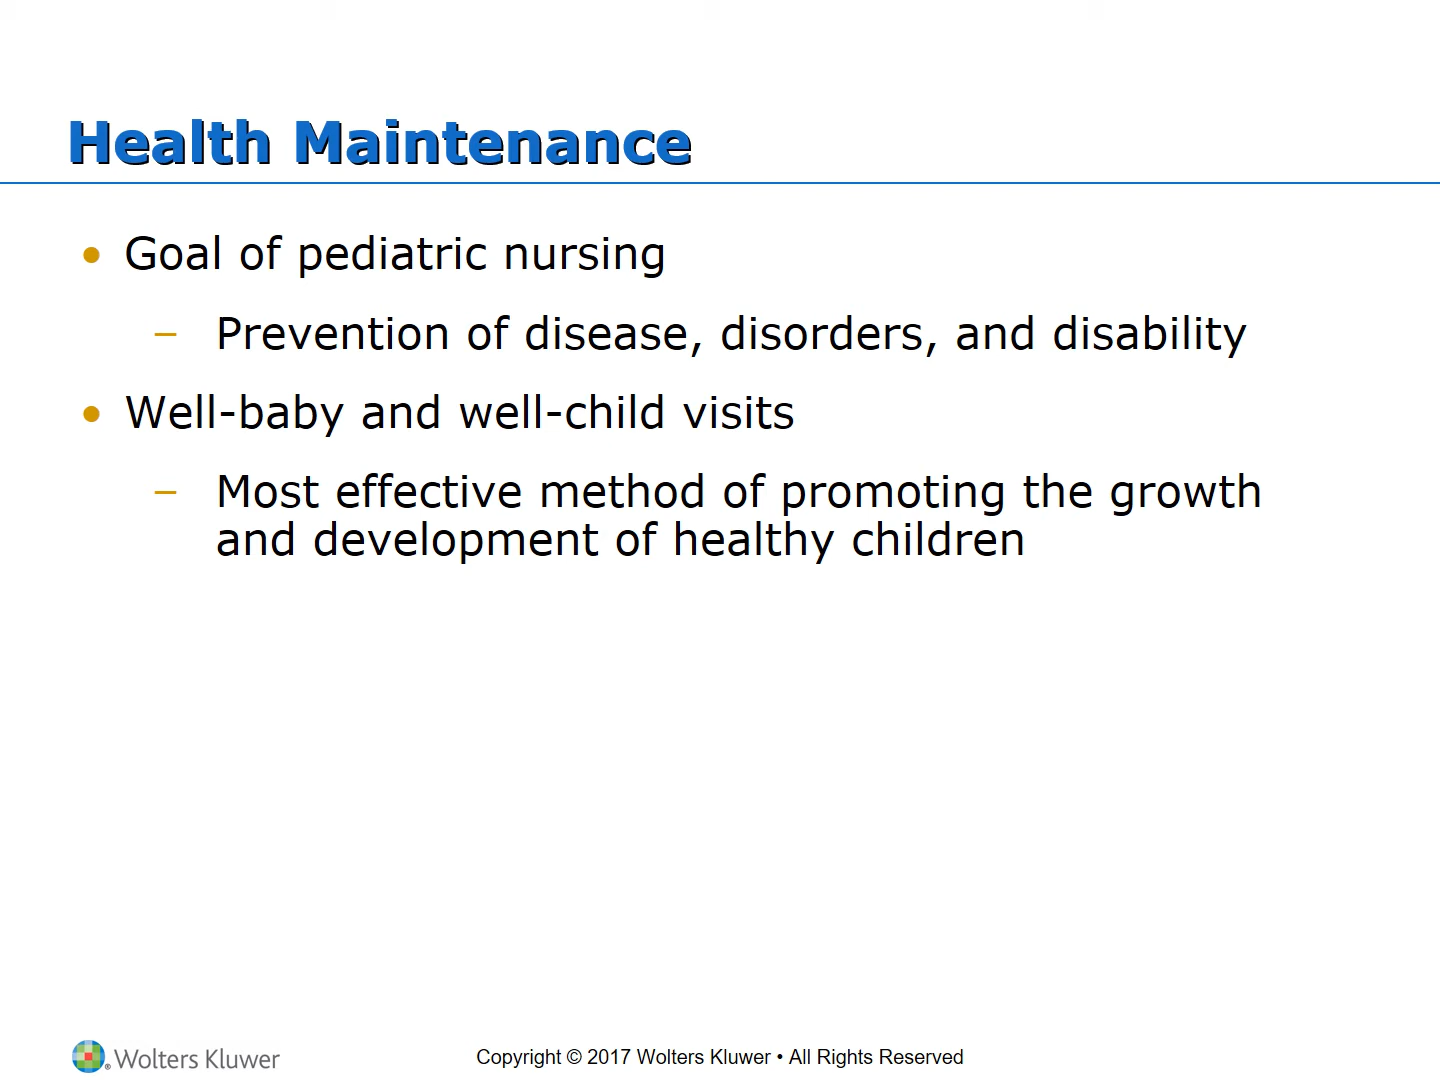 Health Maintenance
• Goal of pediatric nursing
– Prevention of disease, disorders, and disability
• Well-baby and well-child visits
– Most effective method of promoting the growth
and development of healthy children
® Wolters Kluwer
Copyright © 2017 Wolters Kluwer • All Rights Reserved